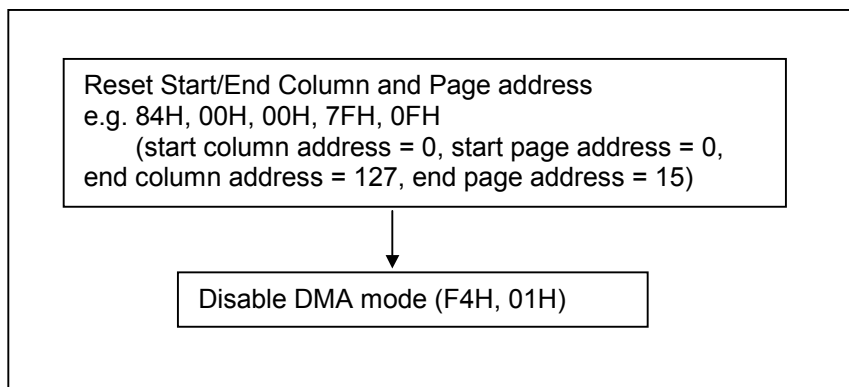 Reset Start/End Column and Page address
e.g. 84H, 00H, 00H, 7FH, 0FH
(start column address = 0, start page address = 0,
end column address = 127, end page address = 15)
Disable DMA mode (F4H, 01H)